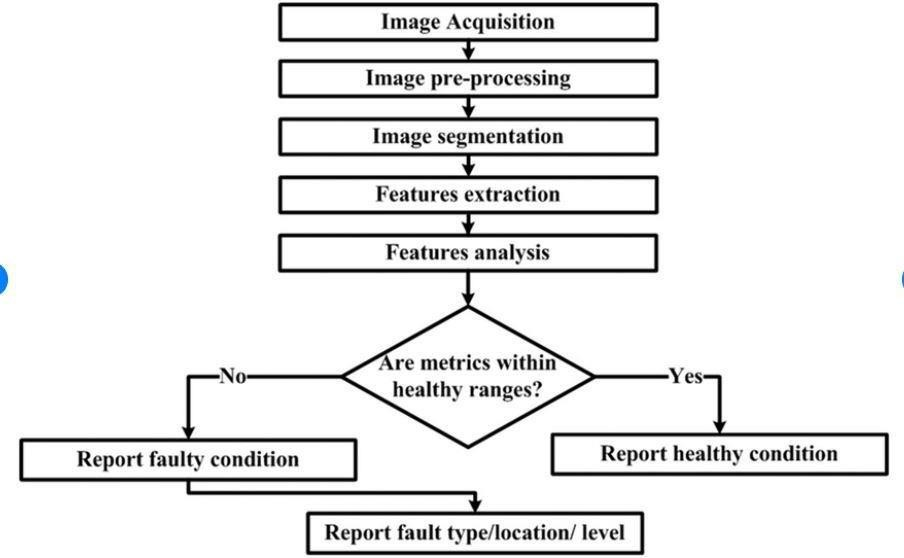 Image Acquisition
Image pre-processing
Image segmentation
Features extraction
Features analysis
Are metrics within
healthy ranges?
No
Yes
Report faulty condition
Report healthy condition
Report fault type/location/ level